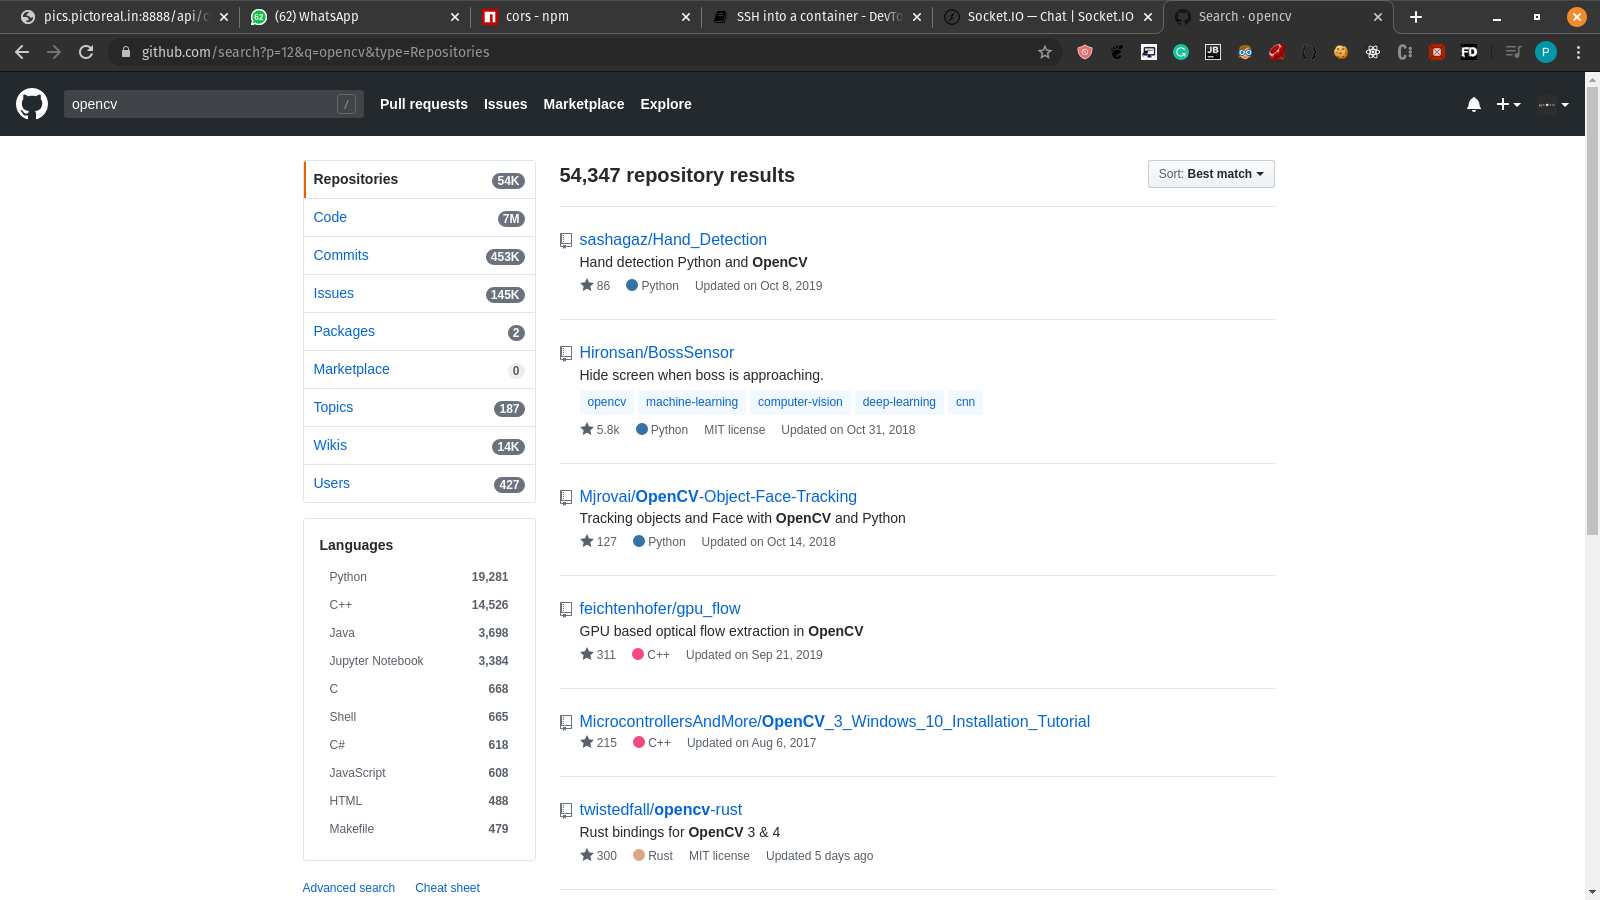 pics.pictoreal.in:8888/api/
(62) WhatsApp
cors - npm
SSH into a container - DevTo
Socket.IO — Chat | Socket.IO
Search · opencv
github.com/search?p=12&q=opencv&type=Repositories
opencv /
Pull requests Issues Marketplace Explore
Repositories 54K
Code 7M
Commits 453K
Issues 145K
Packages 2
Marketplace 0
Topics 187
Wikis 14K
Users 427
Languages
Python 19,281
C++ 14,526
Java 3,698
Jupyter Notebook 3,384
C 668
Shell 665
C# 618
JavaScript 608
HTML 488
Makefile 479
Advanced search Cheat sheet
54,347 repository results
Sort: Best match
sashagaz/Hand_Detection
Hand detection Python and OpenCV
86 Python Updated on Oct 8, 2019
Hironsan/BossSensor
Hide screen when boss is approaching.
opencv machine-learning computer-vision deep-learning cnn
5.8k Python MIT license Updated on Oct 31, 2018
Mjrovai/OpenCV-Object-Face-Tracking
Tracking objects and Face with OpenCV and Python
127 Python Updated on Oct 14, 2018
feichtenhofer/gpu_flow
GPU based optical flow extraction in OpenCV
311 C++ Updated on Sep 21, 2019
MicrocontrollersAndMore/OpenCV_3_Windows_10_Installation_Tutorial
215 C++ Updated on Aug 6, 2017
twistedfall/opencv-rust
Rust bindings for OpenCV 3 & 4
300 Rust MIT license Updated 5 days ago